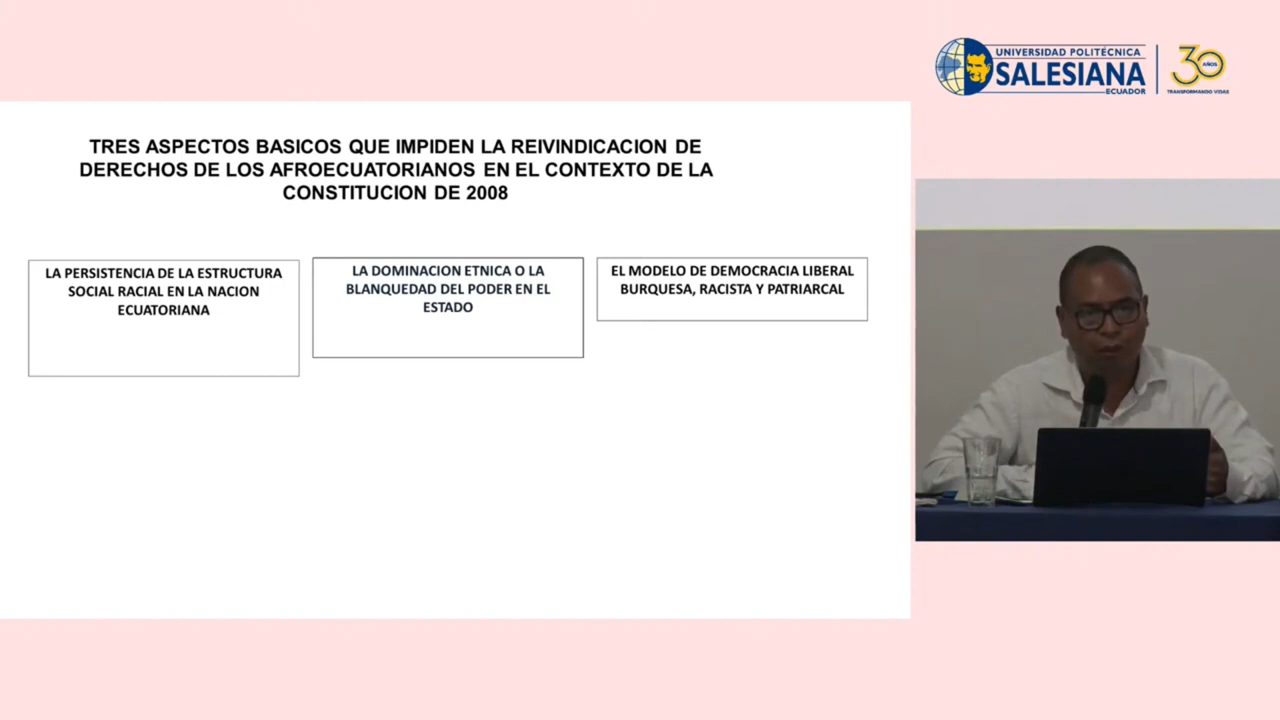 UNIVERSIDAD POLITÉCNICA
SALESIANA
ECUADOR
30
AÑOS
TRANSFORMANDO VIDAS
TRES ASPECTOS BASICOS QUE IMPIDEN LA REIVINDICACION DE
DERECHOS DE LOS AFROECUATORIANOS EN EL CONTEXTO DE LA
CONSTITUCION DE 2008
LA PERSISTENCIA DE LA ESTRUCTURA
SOCIAL RACIAL EN LA NACION
ECUATORIANA
LA DOMINACION ETNICA O LA
BLANQUEDAD DEL PODER EN EL
ESTADO
EL MODELO DE DEMOCRACIA LIBERAL
BURQUESA, RACISTA Y PATRIARCAL